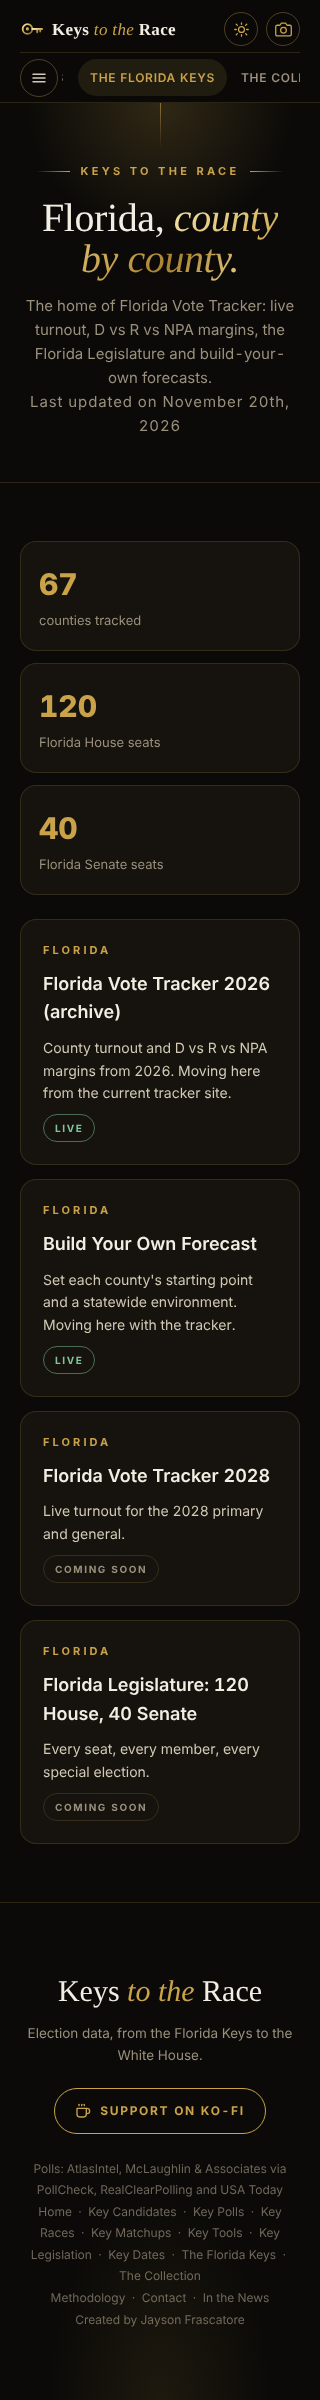 Keys to the Race
THE FLORIDA KEYS
THE COLL
KEYS TO THE RACE
Florida, county
by county.
The home of Florida Vote Tracker: live
turnout, D vs R vs NPA margins, the
Florida Legislature and build-your-
own forecasts.
Last updated on November 20th,
2026
67
counties tracked
120
Florida House seats
40
Florida Senate seats
FLORIDA
Florida Vote Tracker 2026
(archive)
County turnout and D vs R vs NPA
margins from 2026. Moving here
from the current tracker site.
LIVE
FLORIDA
Build Your Own Forecast
Set each county's starting point
and a statewide environment.
Moving here with the tracker.
LIVE
FLORIDA
Florida Vote Tracker 2028
Live turnout for the 2028 primary
and general.
COMING SOON
FLORIDA
Florida Legislature: 120
House, 40 Senate
Every seat, every member, every
special election.
COMING SOON
Keys to the Race
Election data, from the Florida Keys to the
White House.
SUPPORT ON KO-FI
Polls: AtlasIntel, McLaughlin & Associates via
PollCheck, RealClearPolling and USA Today
Home · Key Candidates · Key Polls · Key
Races · Key Matchups · Key Tools · Key
Legislation · Key Dates · The Florida Keys ·
The Collection
Methodology · Contact · In the News
Created by Jayson Frascatore